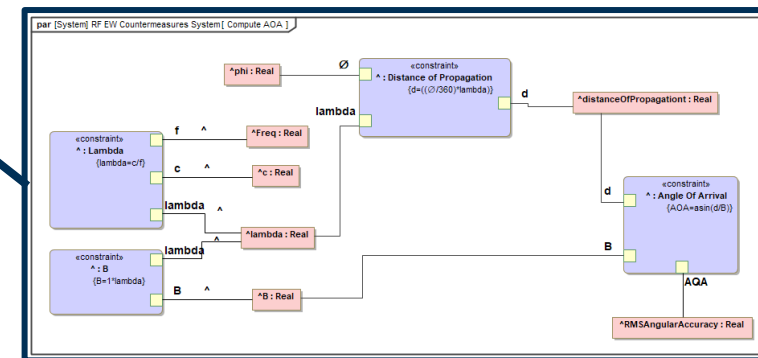 par [System] RF EW Countermeasures System[ Compute AOA ]
^phi : Real
Ø
«constraint»
^ : Distance of Propagation
{d=((Ø/360)*lambda)}
d
^distanceOfPropagationt : Real
lambda
«constraint»
^ : Lambda
{lambda=c/f}
f ^
^Freq : Real
c ^
^c : Real
lambda ^
^lambda : Real
lambda ^
«constraint»
^ : B
{B=1*lambda}
B ^
^B : Real
«constraint»
^ : Angle Of Arrival
{AOA=asin(d/B)}
d
B
AQA
^RMSAngularAccuracy : Real